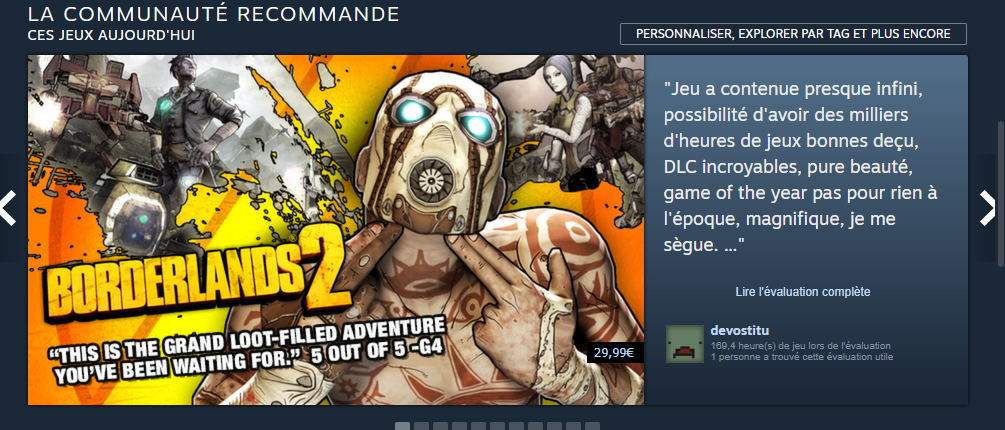 LA COMMUNAUTÉ RECOMMANDE
CES JEUX AUJOURD'HUI
PERSONNALISER, EXPLORER PAR TAG ET PLUS ENCORE
BORDERLANDS 2
“THIS IS THE GRAND LOOT-FILLED ADVENTURE
YOU'VE BEEN WAITING FOR.” 5 OUT OF 5 -G4
29,99€
"Jeu a contenue presque infini,
possibilité d'avoir des milliers
d'heures de jeux bonnes deçu,
DLC incroyables, pure beauté,
game of the year pas pour rien à
l'époque, magnifique, je me
sègue. ..."
Lire l'évaluation complète
devostitu
169,4 heure(s) de jeu lors de l'évaluation
1 personne a trouvé cette évaluation utile